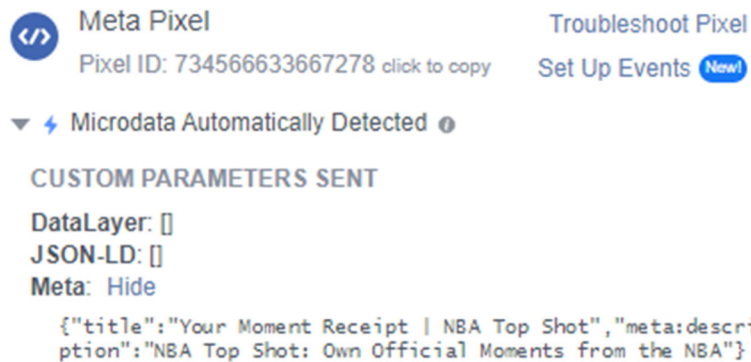 Meta Pixel
Troubleshoot Pixel
Pixel ID: 734566633667278 click to copy
Set Up Events New!
Microdata Automatically Detected
CUSTOM PARAMETERS SENT
DataLayer: []
JSON-LD: []
Meta: Hide
{"title":"Your Moment Receipt | NBA Top Shot","meta:descri
ption":"NBA Top Shot: Own Official Moments from the NBA"}